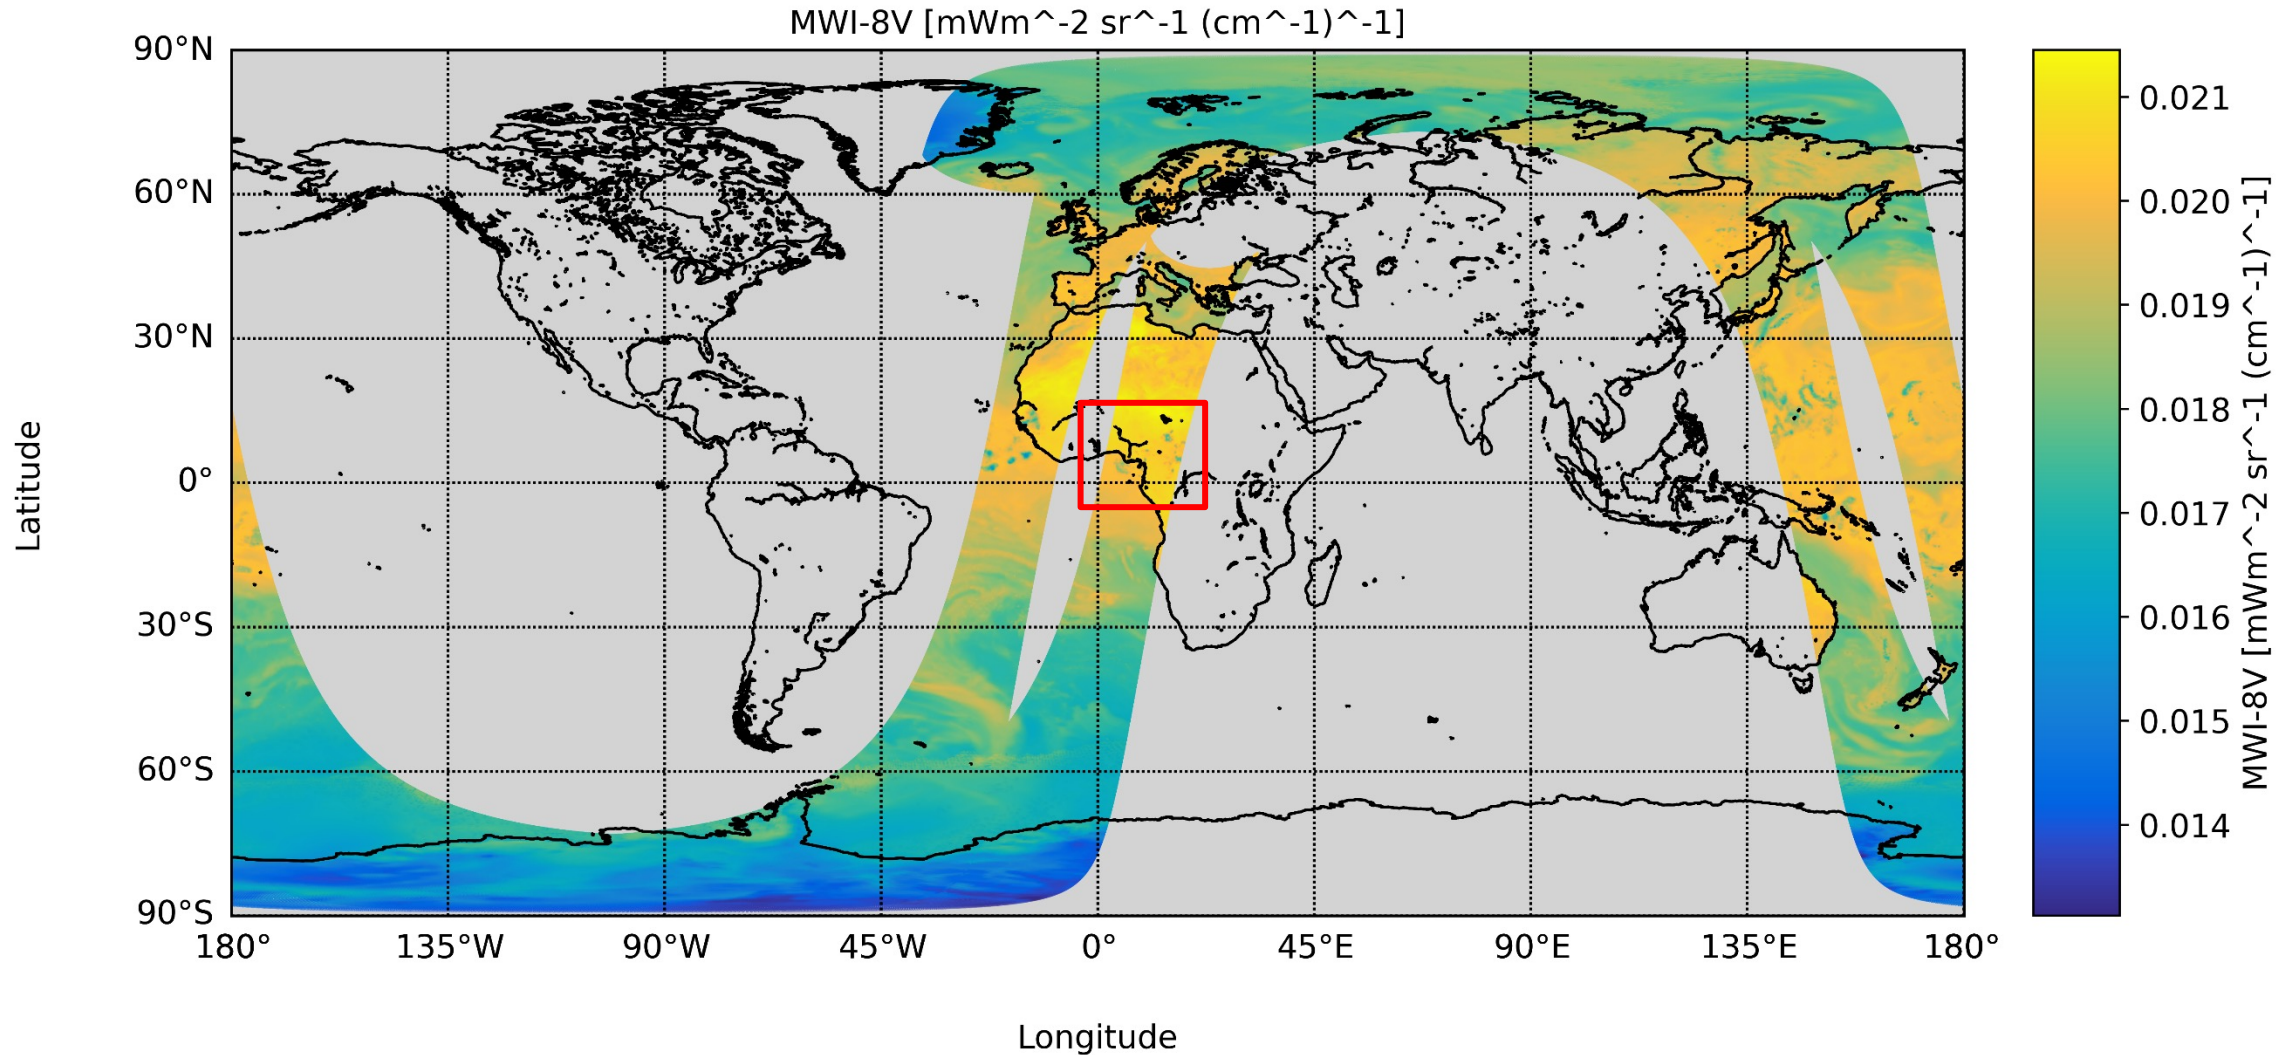 MWI-8V [mWm^-2 sr^-1 (cm^-1)^-1]
90°N
60°N
30°N
0°
30°S
60°S
90°S
Latitude
180°
135°W
90°W
45°W
0°
45°E
90°E
135°E
180°
Longitude
0.021
0.020
0.019
0.018
0.017
0.016
0.015
0.014
MWI-8V [mWm^-2 sr^-1 (cm^-1)^-1]